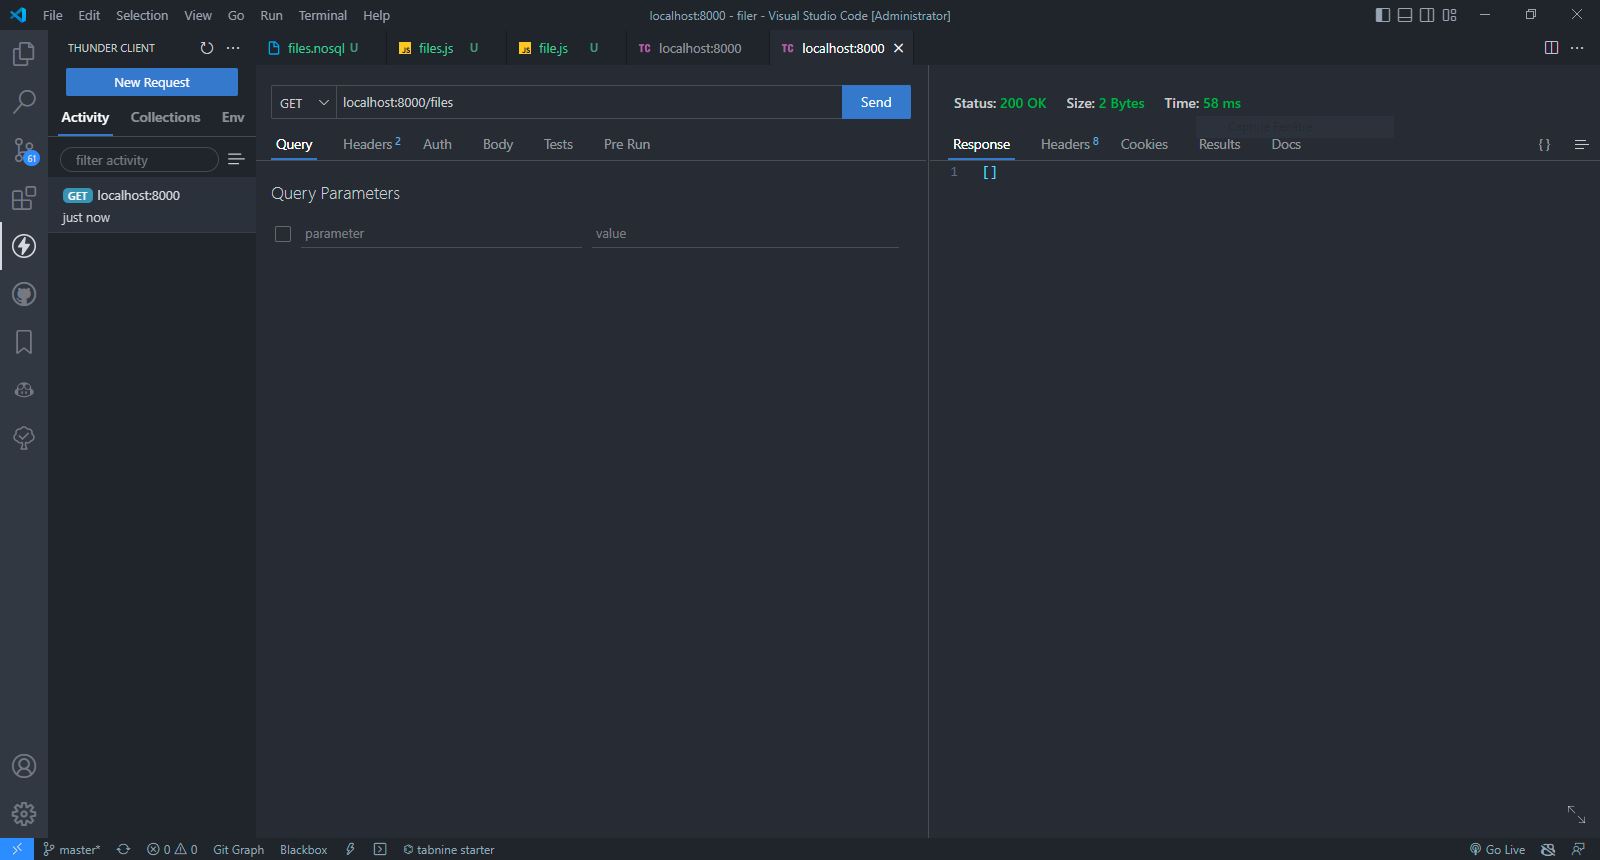 File Edit Selection View Go Run Terminal Help
localhost:8000 - filer - Visual Studio Code [Administrator]
THUNDER CLIENT
files.nosql U
JS files.js U
JS file.js U
TC localhost:8000
TC localhost:8000
New Request
Activity Collections Env
filter activity
GET localhost:8000
just now
61
GET localhost:8000/files Send
Query Headers 2 Auth Body Tests Pre Run
Query Parameters
parameter value
Status: 200 OK Size: 2 Bytes Time: 58 ms
Capture Fenêtre
Response Headers 8 Cookies Results Docs {}
1 []
master* 0 0 Git Graph Blackbox tabnine starter
Go Live